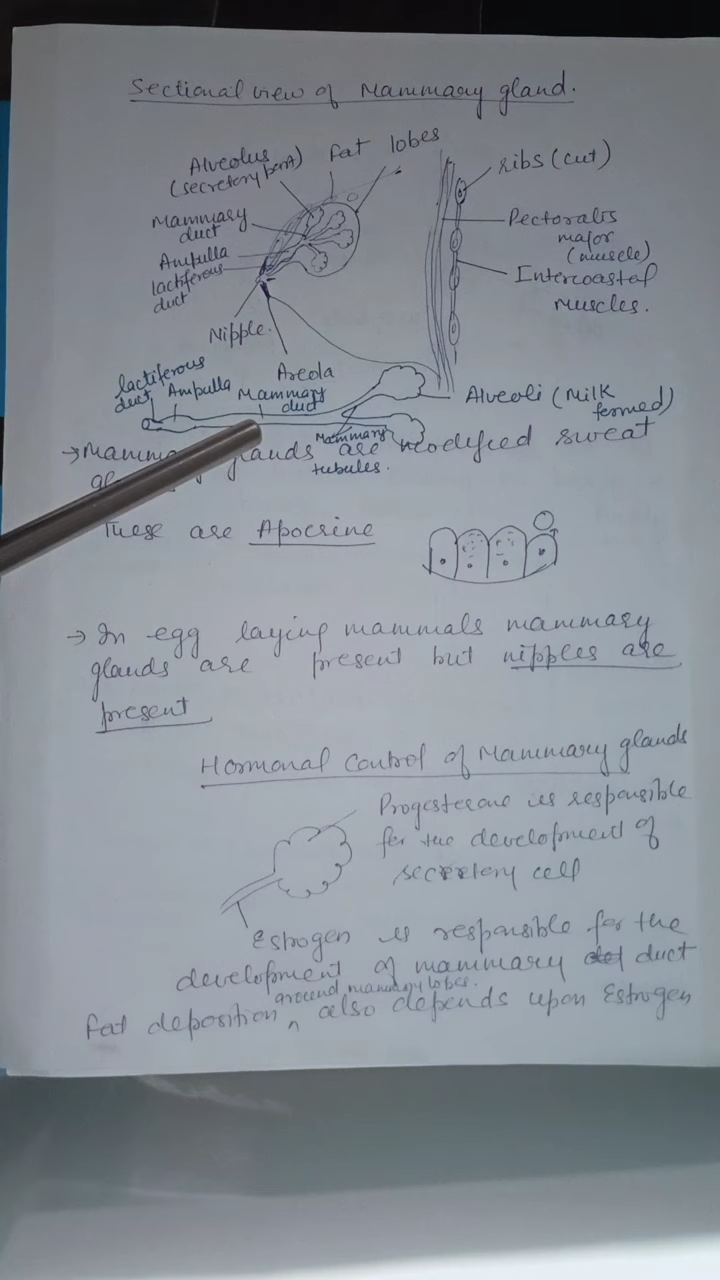 Sectional view of Mammary gland.
Alveolus
(secretory part)
Fat lobes
ribs (cut)
Mammary
duct
Pectoralis
major
(muscle)
Ampulla
lactiferous
duct
Intercoastal
Muscles.
Nipple.
Areola
lactiferous
duct
Ampulla
Mammary
duct
Alveoli (Milk
formed)
Mammary
tubules.
→ Mammary glands are modified sweat
These are Apocrine
→ In egg laying mammals mammary
glands are present but nipples are
present
Hormonal Control of Mammary glands
Progesterone is responsible
for the development of
secretory cell
Estrogen is responsible for the
development of mammary duct
around mammary lobes.
Fat deposition ^ also depends upon Estrogen